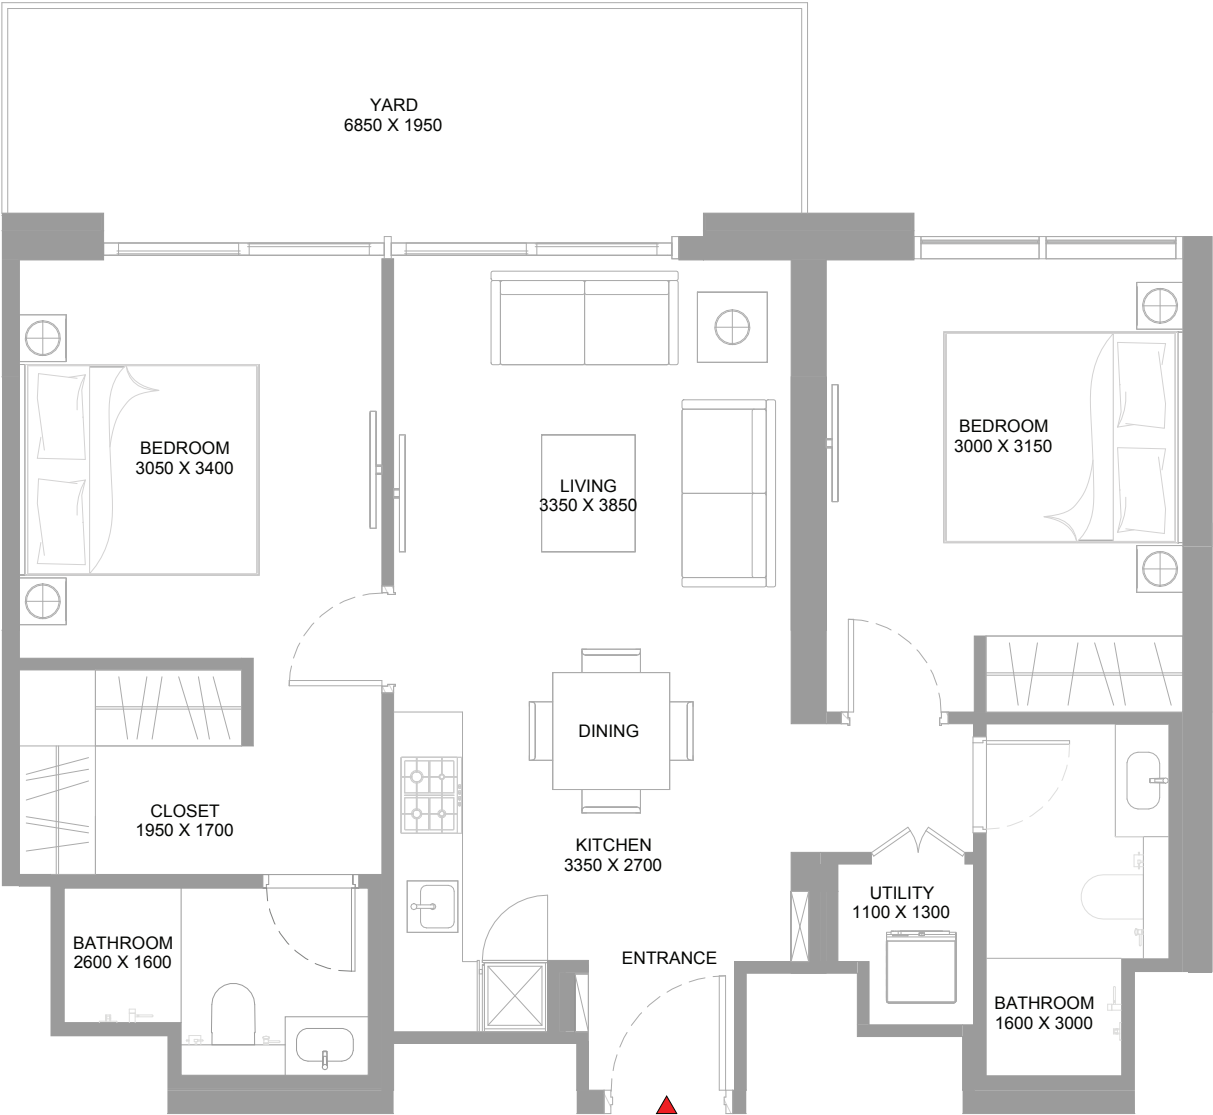 YARD
6850 X 1950
BEDROOM
3050 X 3400
LIVING
3350 X 3850
BEDROOM
3000 X 3150
DINING
CLOSET
1950 X 1700
KITCHEN
3350 X 2700
UTILITY
1100 X 1300
BATHROOM
2600 X 1600
ENTRANCE
BATHROOM
1600 X 3000